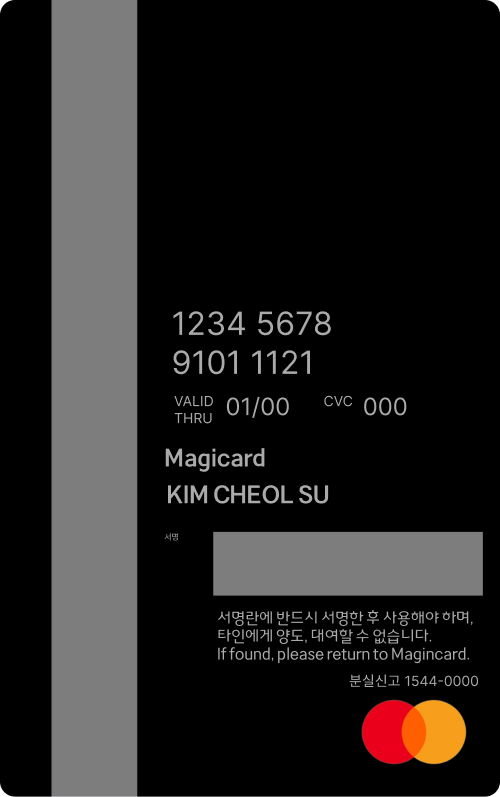 1234 5678
9101 1121
VALID THRU 01/00 CVC 000
Magicard
KIM CHEOL SU
서명
서명란에 반드시 서명한 후 사용해야 하며,
타인에게 양도, 대여할 수 없습니다.
If found, please return to Magincard.
분실신고 1544-0000